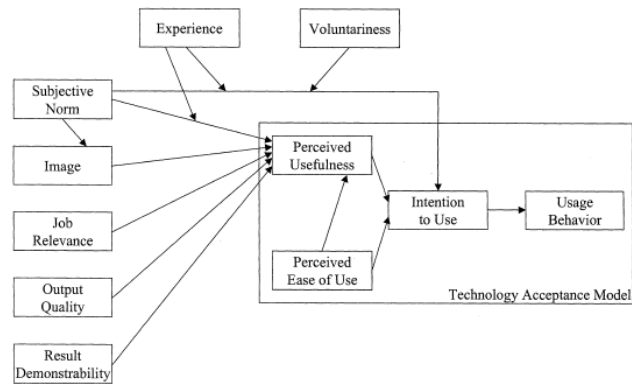 Experience
Voluntariness
Subjective
Norm
Image
Job
Relevance
Output
Quality
Result
Demonstrability
Perceived
Usefulness
Perceived
Ease of Use
Intention
to Use
Usage
Behavior
Technology Acceptance Model